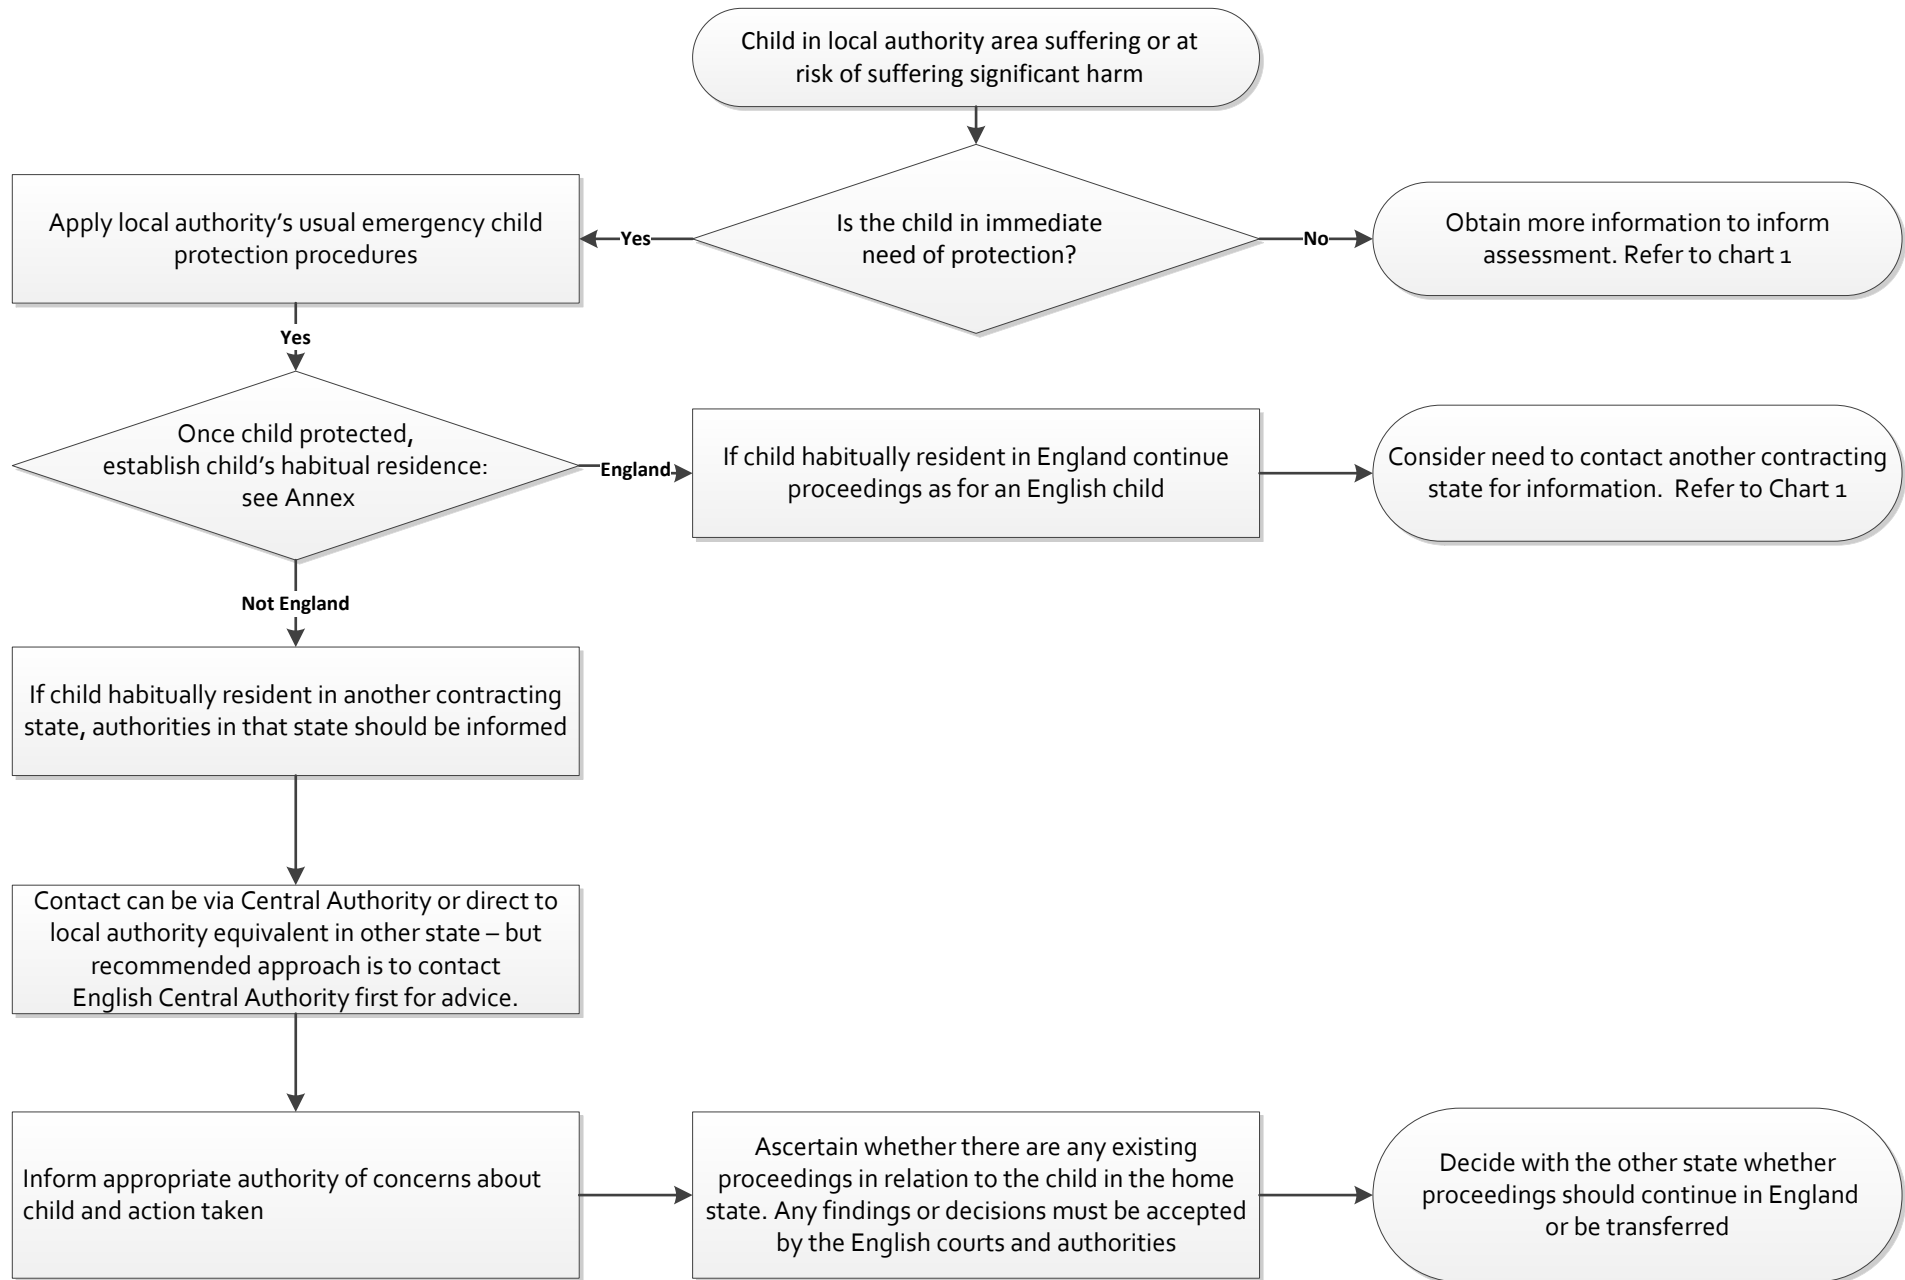 Child in local authority area suffering or at
risk of suffering significant harm
Apply local authority’s usual emergency child
protection procedures
Yes
Is the child in immediate
need of protection?
No
Obtain more information to inform
assessment. Refer to chart 1
Yes
Once child protected,
establish child’s habitual residence:
see Annex
England
If child habitually resident in England continue
proceedings as for an English child
Consider need to contact another contracting
state for information.  Refer to Chart 1
Not England
If child habitually resident in another contracting
state, authorities in that state should be informed
Contact can be via Central Authority or direct to
local authority equivalent in other state – but
recommended approach is to contact
English Central Authority first for advice.
Inform appropriate authority of concerns about
child and action taken
Ascertain whether there are any existing
proceedings in relation to the child in the home
state. Any findings or decisions must be accepted
by the English courts and authorities
Decide with the other state whether
proceedings should continue in England
or be transferred